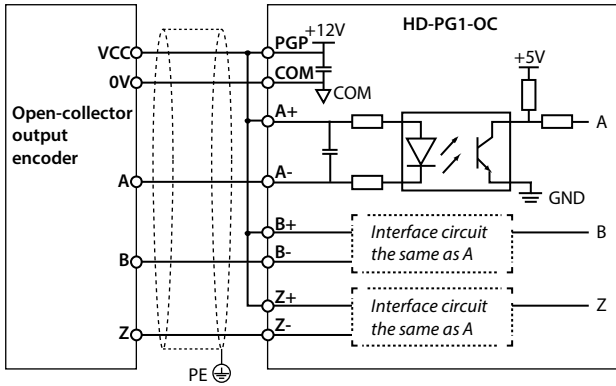 HD-PG1-OC
+12V
VCC
PGP
+5V
0V
COM
COM
Open-collector
output
encoder
A+
A
A
A-
GND
B+
Interface circuit
the same as A
B
B
B-
Z+
Interface circuit
the same as A
Z
Z
Z-
PE